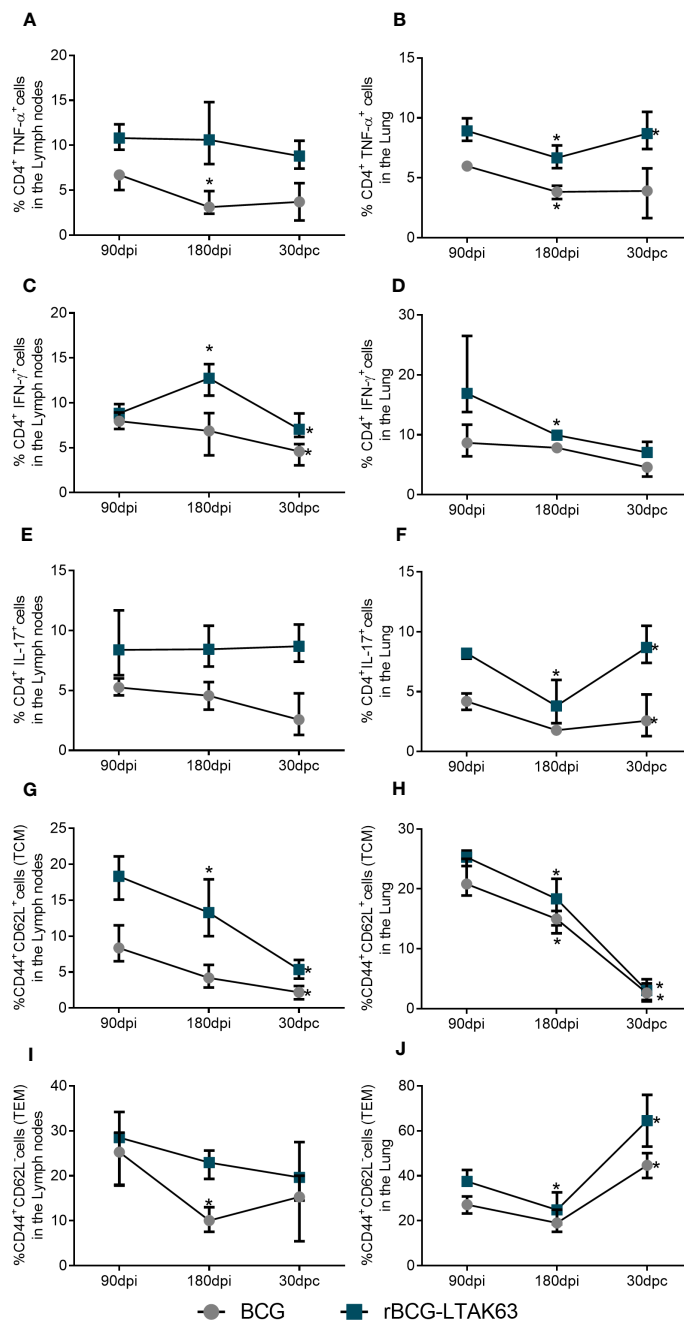 A
% CD4⁺ TNF-α⁺ cells
in the Lymph nodes
20
15
10
5
0
*
90dpi 180dpi 30dpc
B
% CD4⁺ TNF-α⁺ cells
in the Lung
15
10
5
0
*
*
*
90dpi 180dpi 30dpc
C
% CD4⁺ IFN-γ⁺cells
in the Lymph nodes
20
15
10
5
0
*
*
*
90dpi 180dpi 30dpc
D
% CD4⁺ IFN-γ⁺cells
in the Lung
30
20
10
0
*
90dpi 180dpi 30dpc
E
% CD4⁺IL-17⁺cells
in the Lymph nodes
15
10
5
0
90dpi 180dpi 30dpc
F
% CD4⁺IL-17⁺cells
in the Lung
15
10
5
0
*
*
*
90dpi 180dpi 30dpc
G
%CD44⁺CD62L⁺cells (TCM)
in the Lymph nodes
25
20
15
10
5
0
*
*
*
90dpi 180dpi 30dpc
H
%CD44⁺CD62L⁺cells (TCM)
in the Lung
30
20
10
0
*
*
*
*
90dpi 180dpi 30dpc
I
%CD44⁺CD62L⁻cells (TEM)
in the Lymph nodes
40
30
20
10
0
*
90dpi 180dpi 30dpc
J
%CD44⁺CD62L⁻cells (TEM)
in the Lung
80
60
40
20
0
*
*
*
90dpi 180dpi 30dpc
BCG rBCG-LTAK63